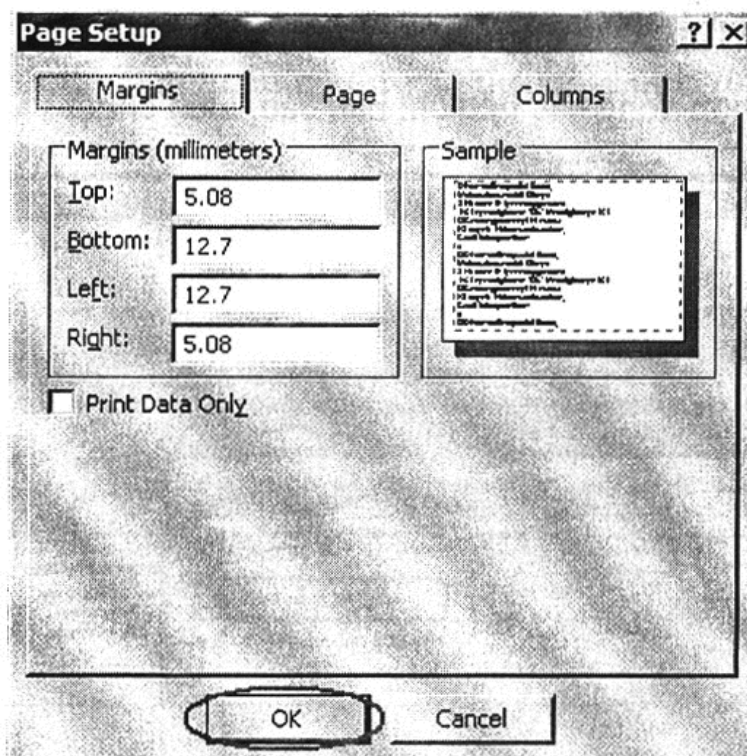 Page Setup ? ×
Margins Page Columns
Margins (millimeters)
Top: 5.08
Bottom: 12.7
Left: 12.7
Right: 5.08
Sample
Print Data Only
OK Cancel